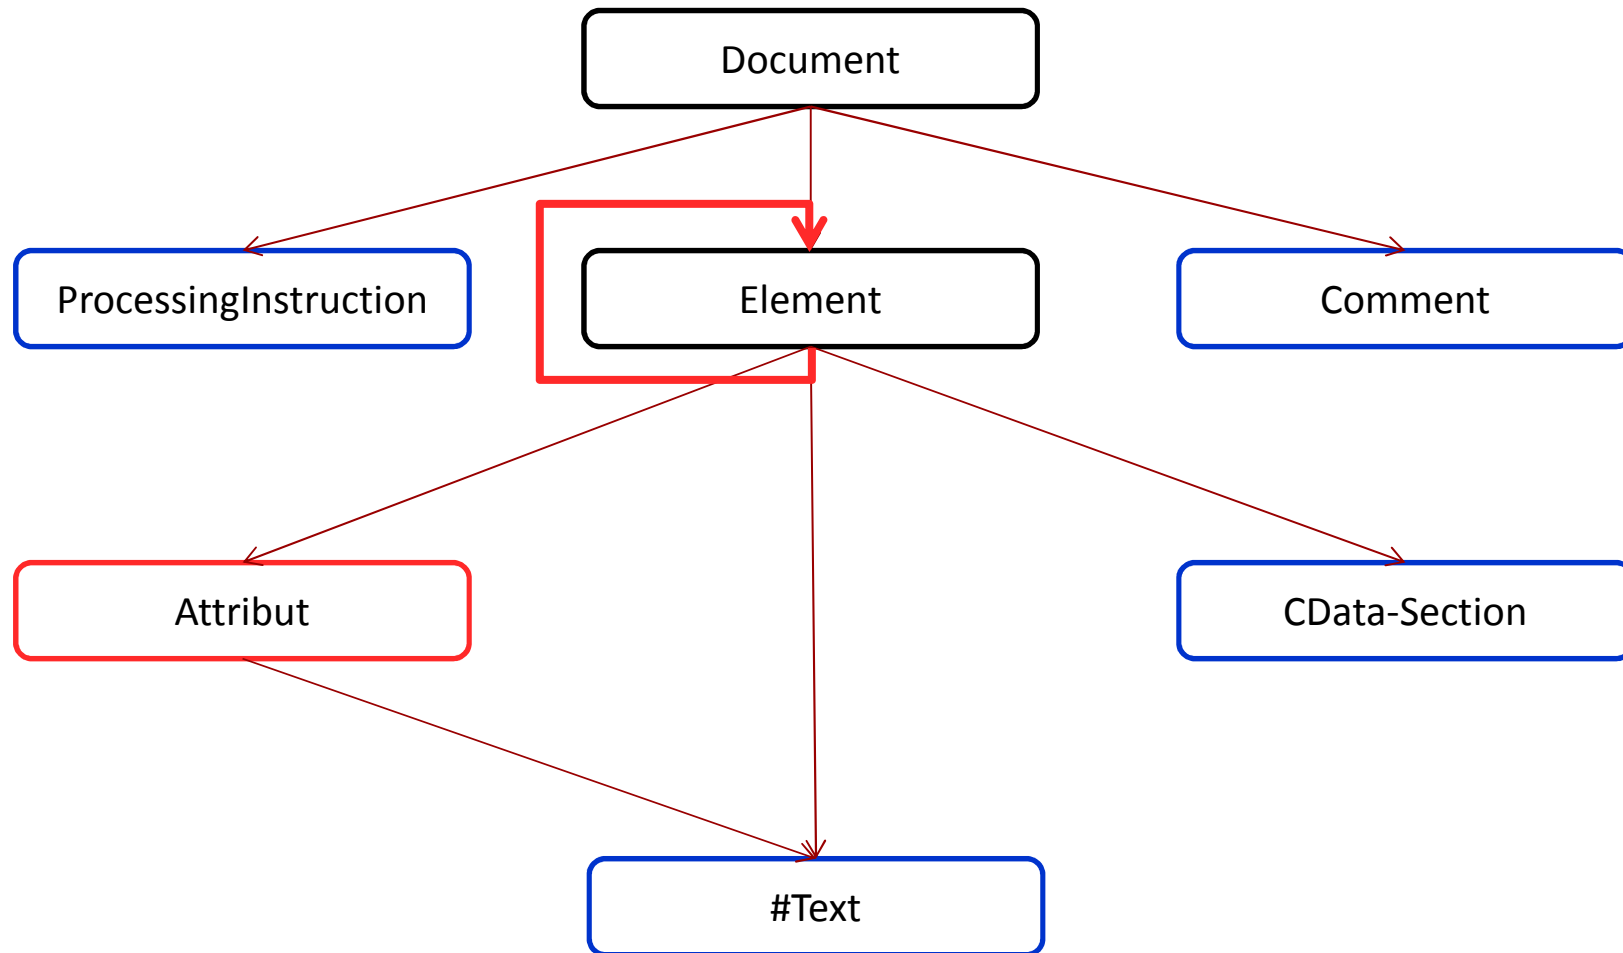 Document
ProcessingInstruction
Element
Comment
Attribut
CData-Section
#Text